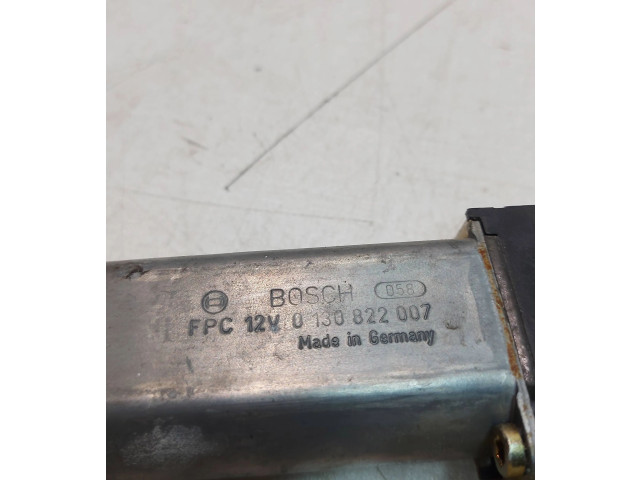 BOSCH 058
FPC 12V 0 130 822 007
Made in Germany